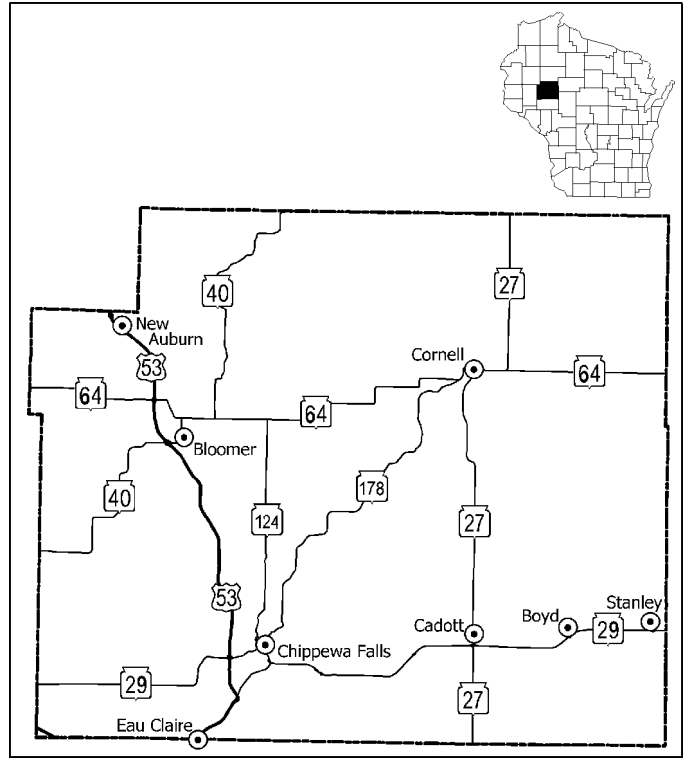 27
40
New
Auburn
Cornell
53
64
64
64
Bloomer
178
40
124
27
53
Stanley
Boyd
Cadott
29
Chippewa Falls
29
27
Eau Claire